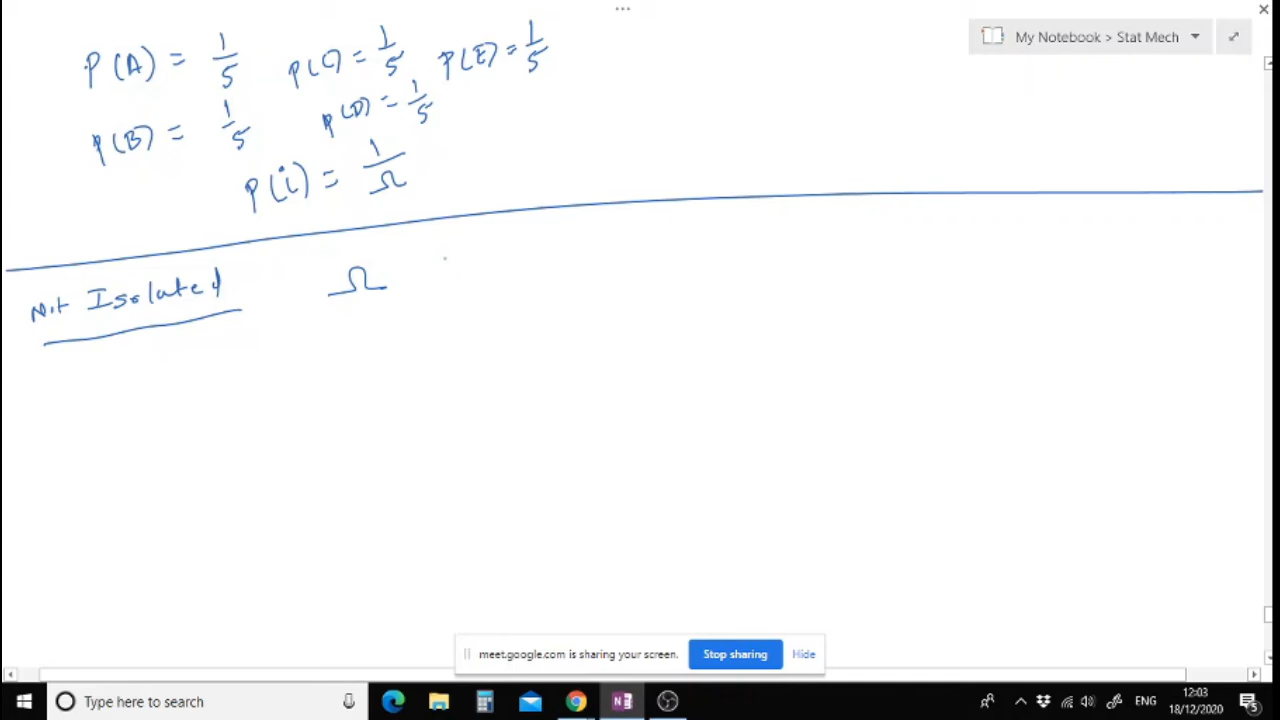 My Notebook > Stat Mech
P(A) = 1/5 P(C) = 1/5 P(E) = 1/5
P(B) = 1/5 P(D) = 1/5
P(i) = 1/Ω
Not Isolated Ω
meet.google.com is sharing your screen. Stop sharing Hide
Type here to search
ENG
12:03
18/12/2020
5